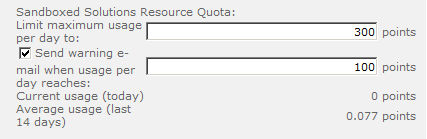 Sandboxed Solutions Resource Quota:
Limit maximum usage
per day to:
300 points
Send warning e-
mail when usage per
day reaches:
100 points
Current usage (today)
0 points
Average usage (last
14 days)
0.077 points